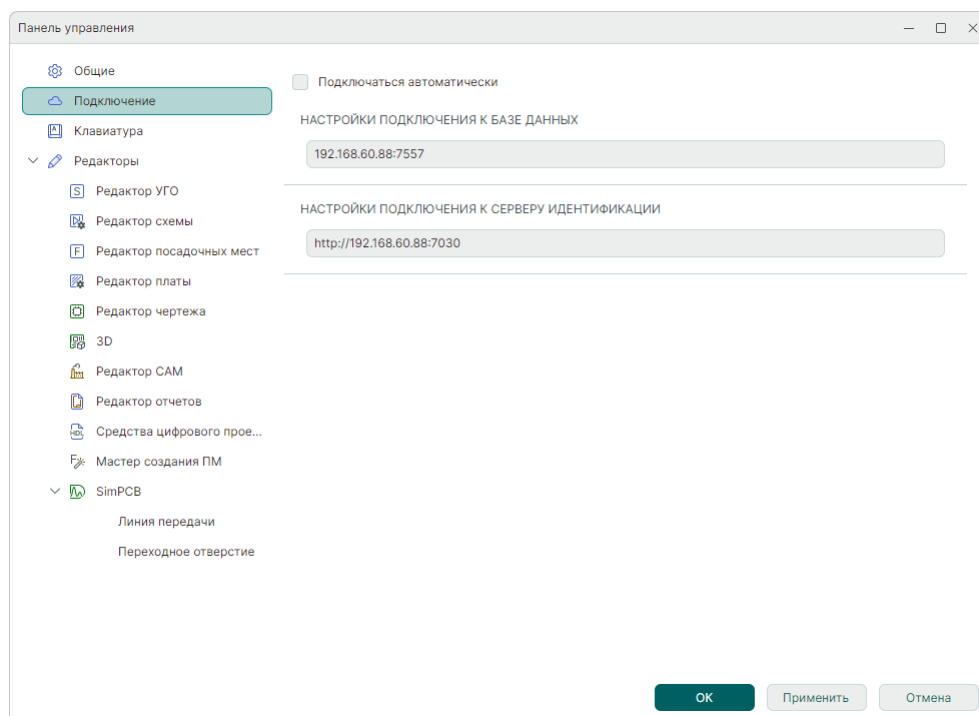 Панель управления
Общие
Подключение
Клавиатура
Редакторы
Редактор УГО
Редактор схемы
Редактор посадочных мест
Редактор платы
Редактор чертежа
3D
Редактор CAM
Редактор отчетов
Средства цифрового прое...
Мастер создания ПМ
SimPCB
Линия передачи
Переходное отверстие
Подключаться автоматически
НАСТРОЙКИ ПОДКЛЮЧЕНИЯ К БАЗЕ ДАННЫХ
192.168.60.88:7557
НАСТРОЙКИ ПОДКЛЮЧЕНИЯ К СЕРВЕРУ ИДЕНТИФИКАЦИИ
http://192.168.60.88:7030
ОК
Применить
Отмена